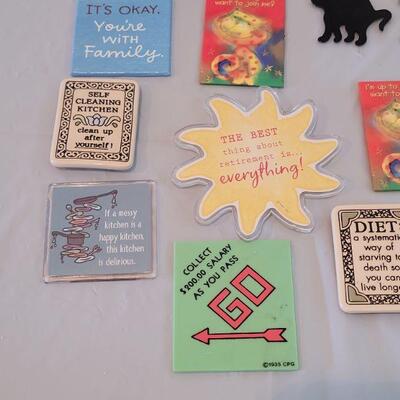 IT'S OKAY.
You're
WITH
Family.
want to join me?
SELF
CLEANING
KITCHEN
clean up
after
yourself!
THE BEST
thing about
retirement is...
everything!
I'm up to
want to
If a messy
kitchen is a
happy kitchen,
this kitchen
is delirious.
COLLECT
$200.00 SALARY
AS YOU PASS
GO
©1935 CPG
DIET:
a systematic
way of
starving to
death so
you can
live longe